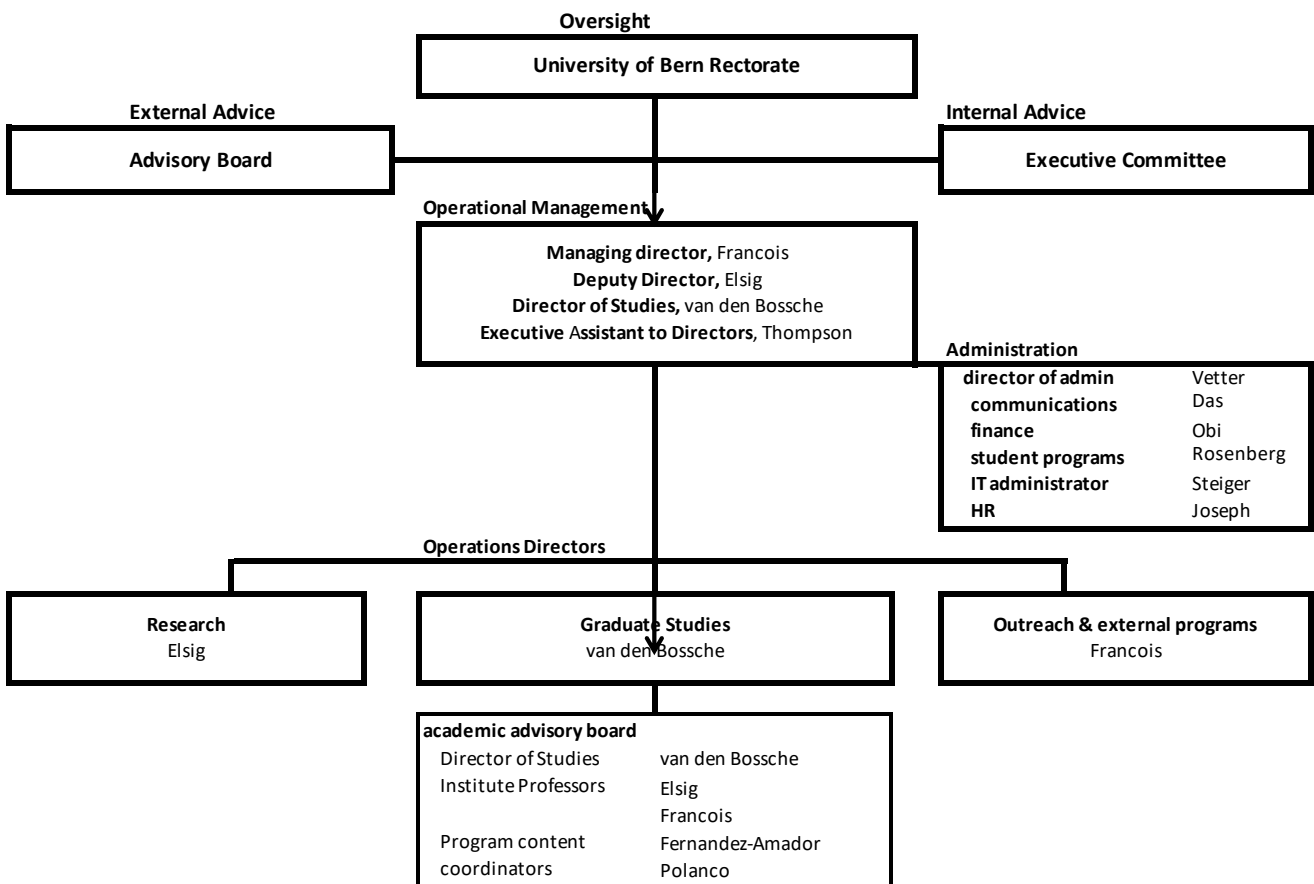 Oversight
University of Bern Rectorate
External Advice
Internal Advice
Advisory Board
Executive Committee
Operational Management
Managing director, Francois
Deputy Director, Elsig
Director of Studies, van den Bossche
Executive Assistant to Directors, Thompson
Administration
director of admin Vetter
communications Das
finance Obi
student programs Rosenberg
IT administrator Steiger
HR Joseph
Operations Directors
Research
Elsig
Graduate Studies
van den Bossche
Outreach & external programs
Francois
academic advisory board
Director of Studies van den Bossche
Institute Professors Elsig
Francois
Program content Fernandez-Amador
coordinators Polanco